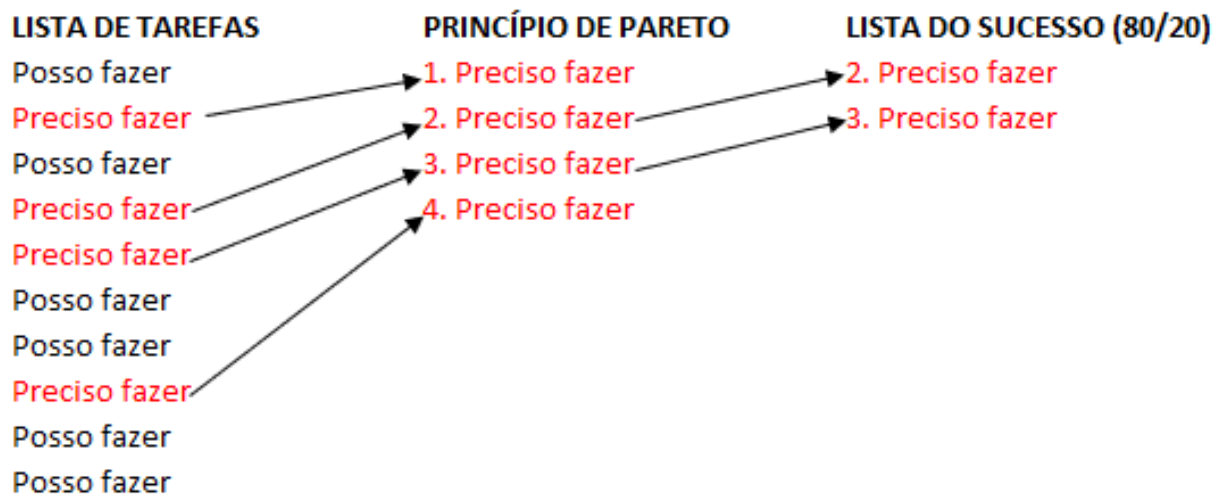 LISTA DE TAREFAS
Posso fazer
Preciso fazer
Posso fazer
Preciso fazer
Preciso fazer
Posso fazer
Posso fazer
Preciso fazer
Posso fazer
Posso fazer
PRINCÍPIO DE PARETO
1. Preciso fazer
2. Preciso fazer
3. Preciso fazer
4. Preciso fazer
LISTA DO SUCESSO (80/20)
2. Preciso fazer
3. Preciso fazer